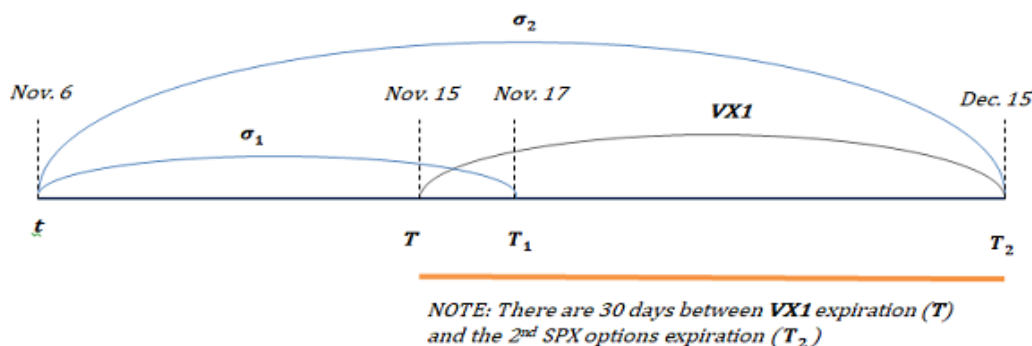 σ₂
Nov. 6
Nov. 15
Nov. 17
Dec. 15
VX1
σ₁
t
T
T₁
T₂
NOTE: There are 30 days between VX1 expiration (T)
and the 2ⁿᵈ SPX options expiration (T₂)